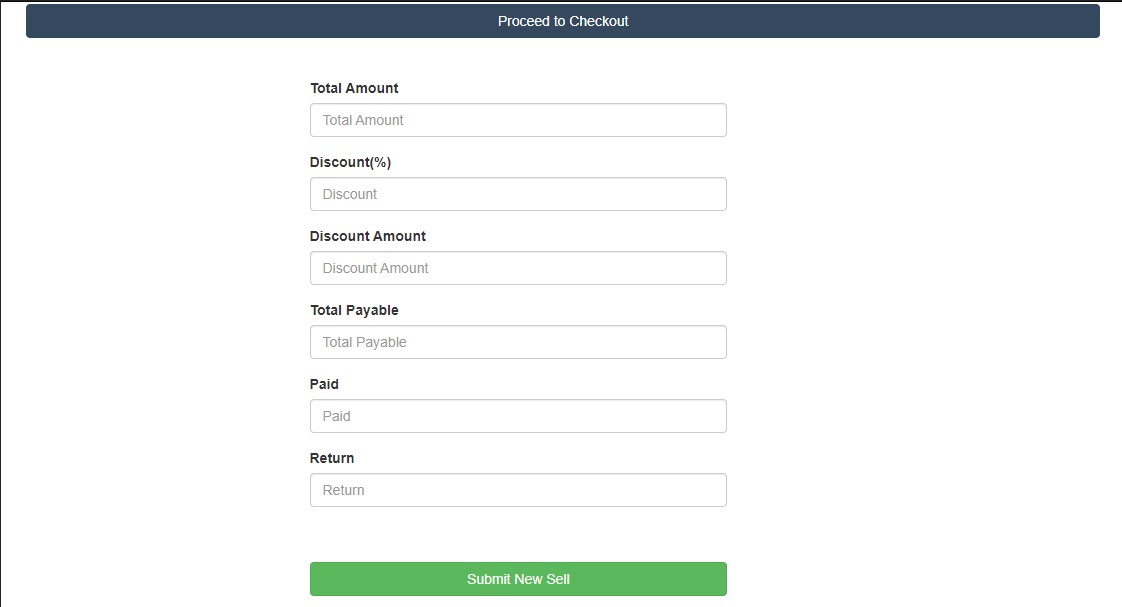 Proceed to Checkout
Total Amount
Total Amount
Discount(%)
Discount
Discount Amount
Discount Amount
Total Payable
Total Payable
Paid
Paid
Return
Return
Submit New Sell